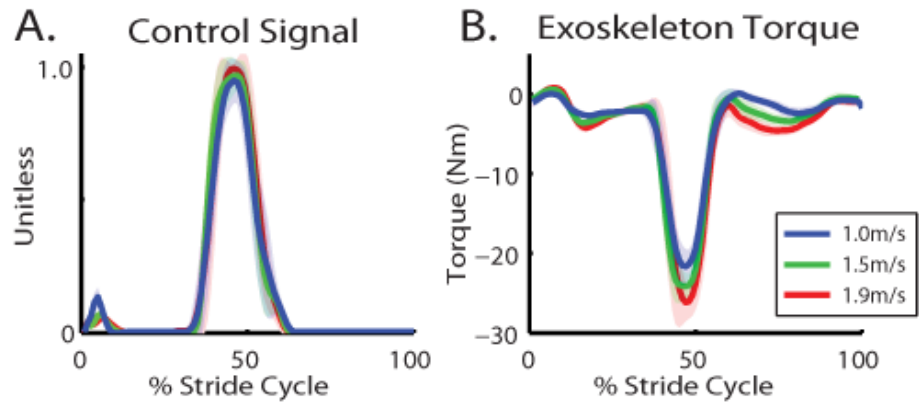 A. Control Signal
1.0
0
Unitless
0 50 100
% Stride Cycle
B. Exoskeleton Torque
0
−10
−20
−30
Torque (Nm)
1.0m/s
1.5m/s
1.9m/s
0 50 100
% Stride Cycle